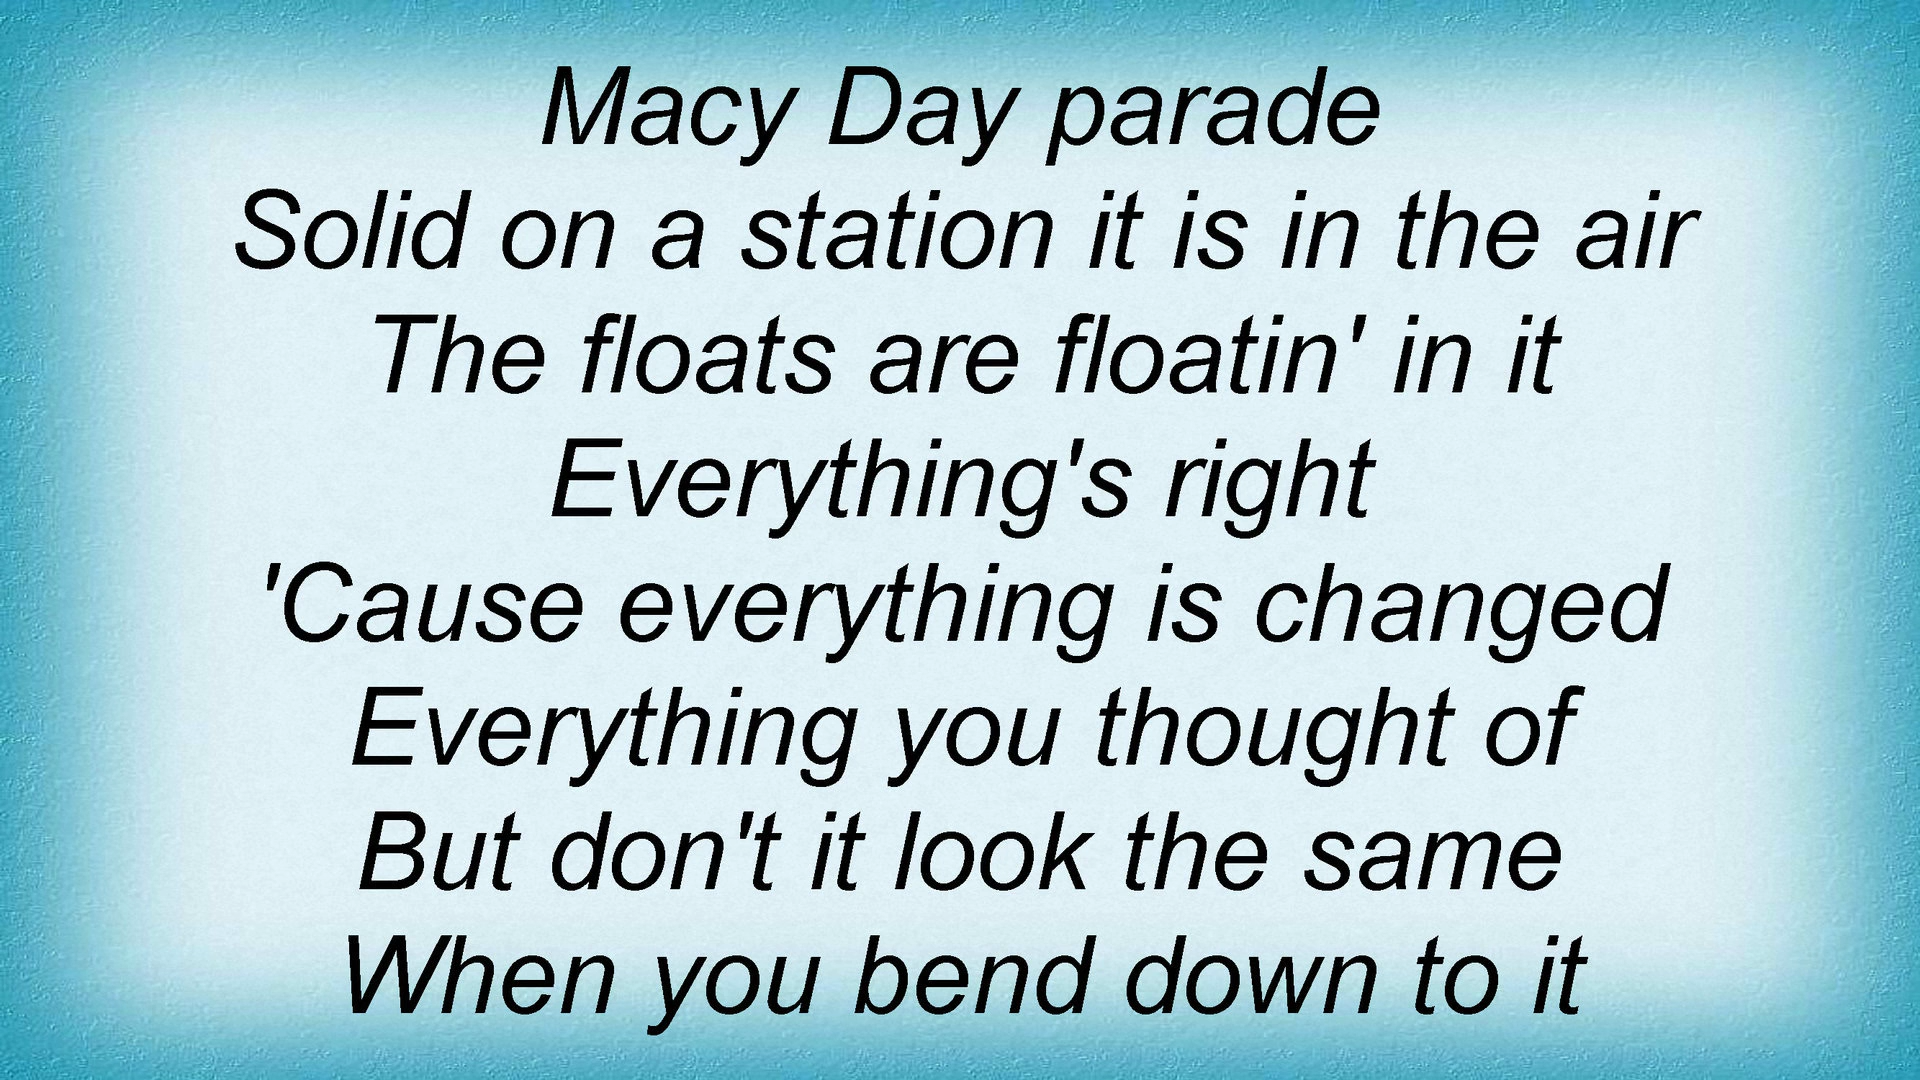 Macy Day parade
Solid on a station it is in the air
The floats are floatin' in it
Everything's right
'Cause everything is changed
Everything you thought of
But don't it look the same
When you bend down to it